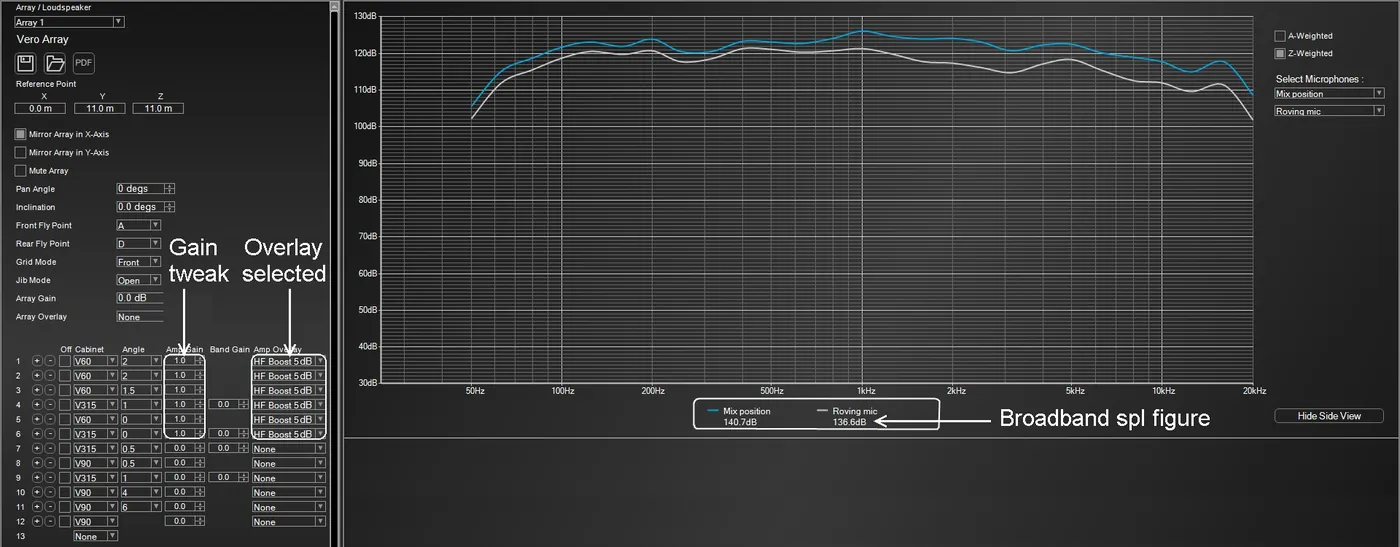 Array / Loudspeaker
Array 1
Vero Array
PDF
Reference Point
X Y Z
0.0 m 11.0 m 11.0 m
Mirror Array in X-Axis
Mirror Array in Y-Axis
Mute Array
Pan Angle 0 degs
Inclination 0.0 degs
Front Fly Point A
Rear Fly Point D
Grid Mode Front
Jib Mode Open
Array Gain 0.0 dB
Array Overlay None
Gain tweak
Overlay selected
Off Cabinet Angle Amp Gain Band Gain Amp Overlay
1 + - V60 2 1.0 HF Boost 5dB
2 + - V60 2 1.0 HF Boost 5dB
3 + - V60 1.5 1.0 HF Boost 5dB
4 + - V315 1 1.0 0.0 HF Boost 5dB
5 + - V60 0 1.0 HF Boost 5dB
6 + - V315 0 1.0 0.0 HF Boost 5dB
7 + - V315 0.5 0.0 0.0 None
8 + - V90 0.5 0.0 None
9 + - V315 1 0.0 0.0 None
10 + - V90 4 0.0 None
11 + - V90 6 0.0 None
12 + - V90 0.0 None
13 None
130dB
120dB
110dB
100dB
90dB
80dB
70dB
60dB
50dB
40dB
30dB
50Hz 100Hz 200Hz 500Hz 1kHz 2kHz 5kHz 10kHz 20kHz
Mix position Roving mic
140.7dB 136.6dB
Broadband spl figure
A-Weighted
Z-Weighted
Select Microphones :
Mix position
Roving mic
Hide Side View